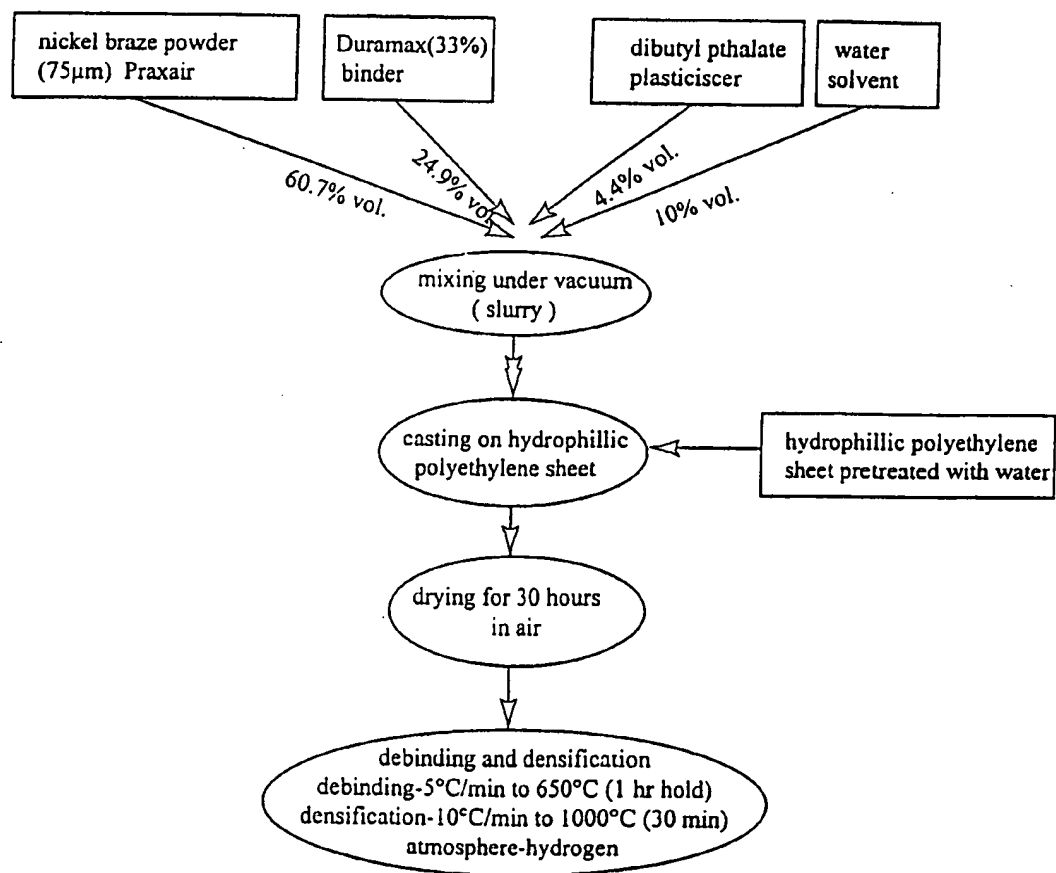 nickel braze powder
(75µm) Praxair
Duramax(33%)
binder
dibutyl pthalate
plasticiscer
water
solvent
60.7% vol.
24.9% vol.
4.4% vol.
10% vol.
mixing under vacuum
( slurry )
casting on hydrophillic
polyethylene sheet
hydrophillic polyethylene
sheet pretreated with water
drying for 30 hours
in air
debinding and densification
debinding-5°C/min to 650°C (1 hr hold)
densification-10°C/min to 1000°C (30 min)
atmosphere-hydrogen